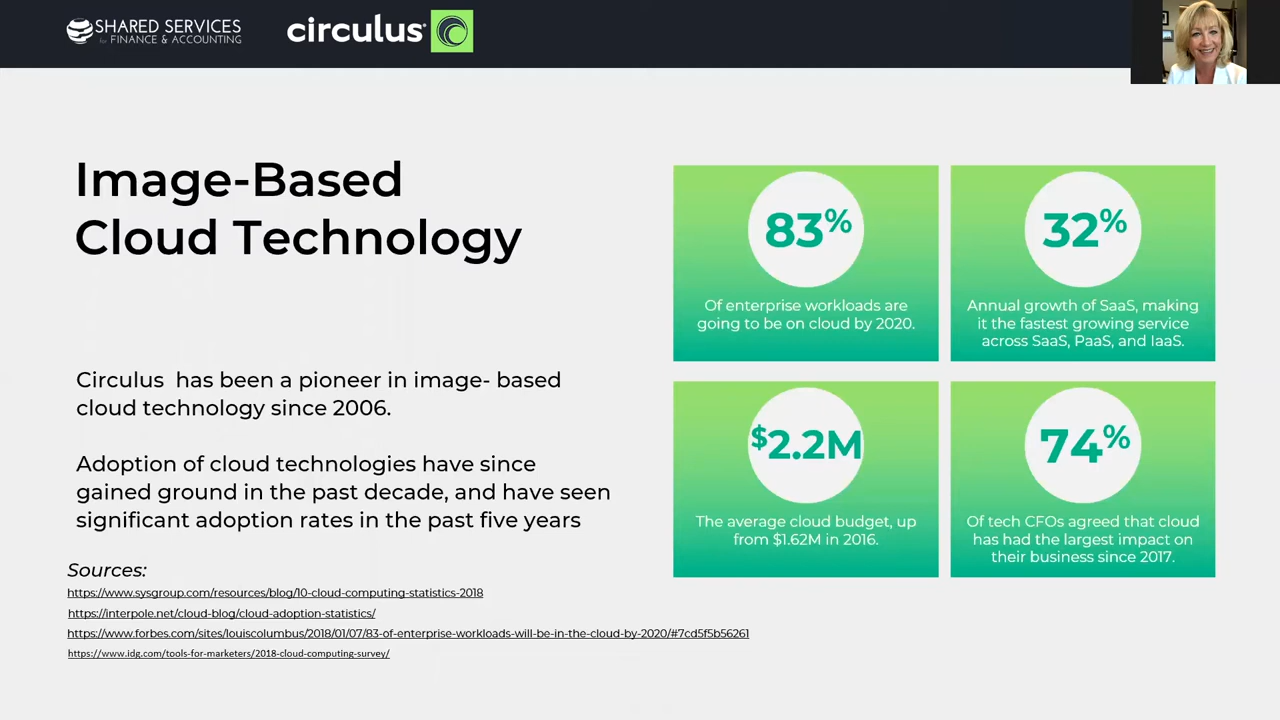 SHARED SERVICES
for FINANCE & ACCOUNTING
circulus
Image-Based
Cloud Technology
Circulus has been a pioneer in image- based
cloud technology since 2006.
Adoption of cloud technologies have since
gained ground in the past decade, and have seen
significant adoption rates in the past five years
Sources:
https://www.sysgroup.com/resources/blog/10-cloud-computing-statistics-2018
https://interpole.net/cloud-blog/cloud-adoption-statistics/
https://www.forbes.com/sites/louiscolumbus/2018/01/07/83-of-enterprise-workloads-will-be-in-the-cloud-by-2020/#7cd5f5b56261
https://www.idg.com/tools-for-marketers/2018-cloud-computing-survey/
83%
Of enterprise workloads are
going to be on cloud by 2020.
32%
Annual growth of SaaS, making
it the fastest growing service
across SaaS, PaaS, and IaaS.
$2.2M
The average cloud budget, up
from $1.62M in 2016.
74%
Of tech CFOs agreed that cloud
has had the largest impact on
their business since 2017.